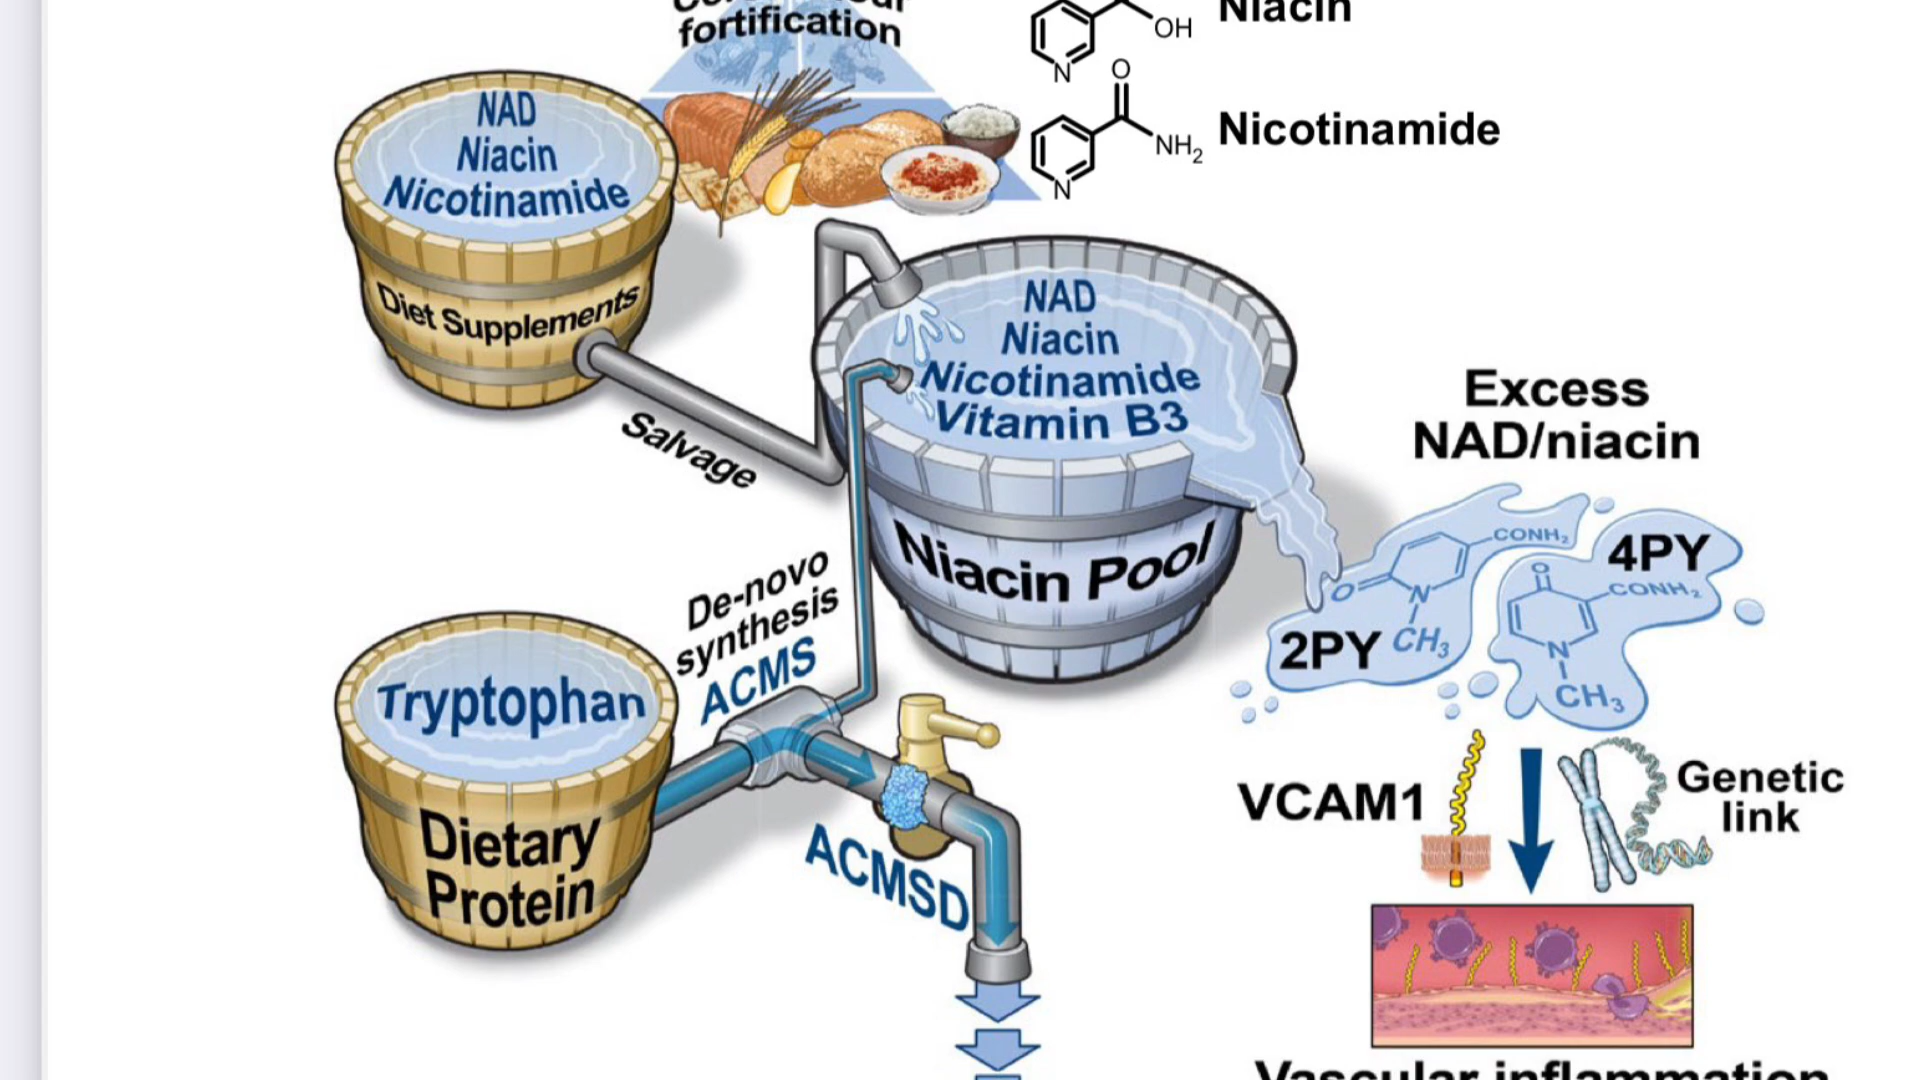 fortification
Niacin
OH
N
O
NH₂
Nicotinamide
N
NAD
Niacin
Nicotinamide
Diet Supplements
Salvage
NAD
Niacin
Nicotinamide
Vitamin B3
Niacin Pool
Excess
NAD/niacin
CONH₂
O
N
CH₃
2PY
4PY
O
CONH₂
N
CH₃
De-novo
synthesis
ACMS
Tryptophan
Dietary
Protein
ACMSD
VCAM1
Genetic
link
Vascular inflammation